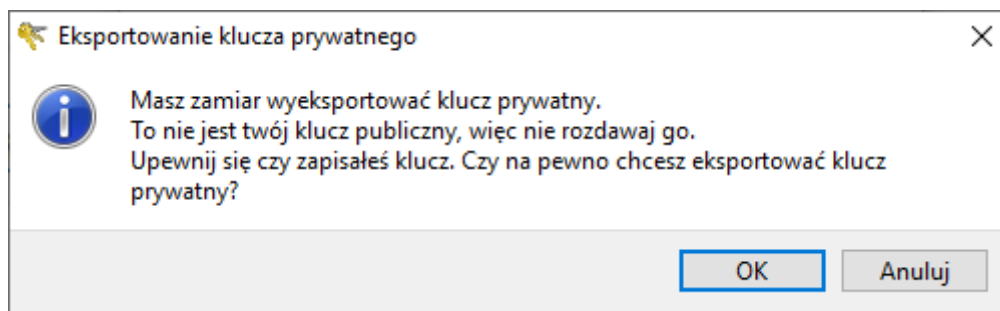 Eksportowanie klucza prywatnego
Masz zamiar wyeksportować klucz prywatny.
To nie jest twój klucz publiczny, więc nie rozdawaj go.
Upewnij się czy zapisałeś klucz. Czy na pewno chcesz eksportować klucz
prywatny?
OK
Anuluj